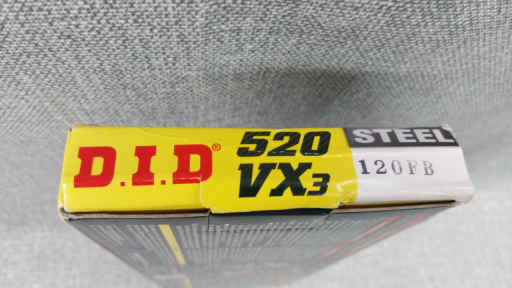 D.I.D®
520
VX3
STEEL
120FB